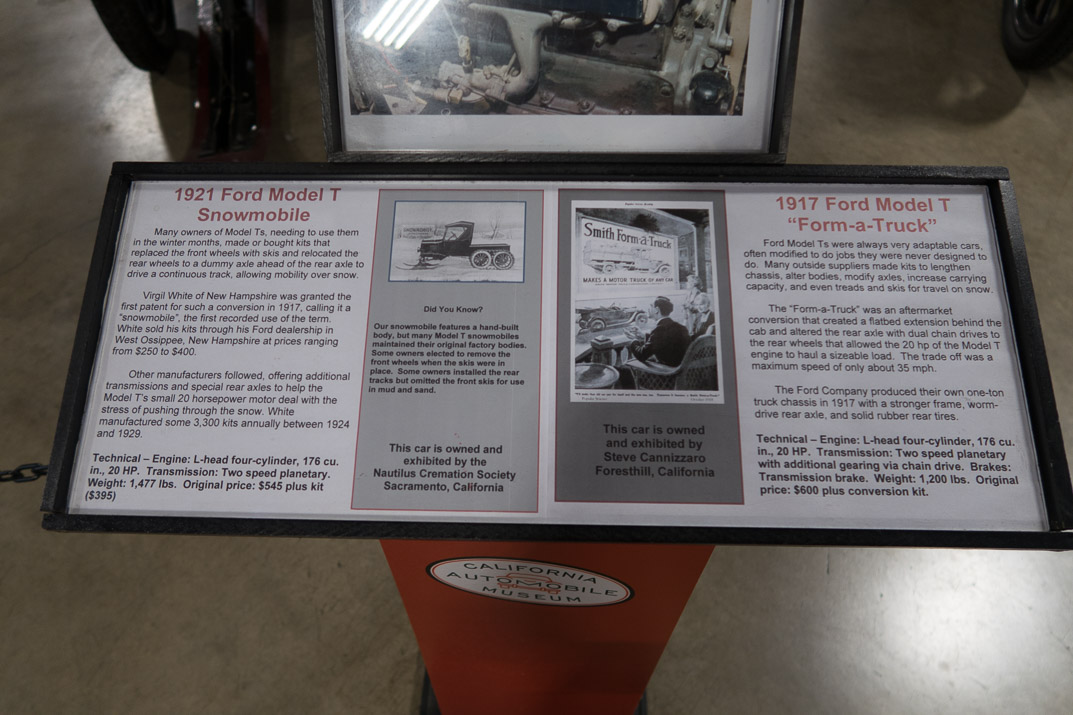 1921 Ford Model T
Snowmobile
Many owners of Model Ts, needing to use them
in the winter months, made or bought kits that
replaced the front wheels with skis and relocated the
rear wheels to a dummy axle ahead of the rear axle to
drive a continuous track, allowing mobility over snow.
Virgil White of New Hampshire was granted the
first patent for such a conversion in 1917, calling it a
"snowmobile", the first recorded use of the term.
White sold his kits through his Ford dealership in
West Ossippee, New Hampshire at prices ranging
from $250 to $400.
Other manufacturers followed, offering additional
transmissions and special rear axles to help the
Model T's small 20 horsepower motor deal with the
stress of pushing through the snow. White
manufactured some 3,300 kits annually between 1924
and 1929.
Technical – Engine: L-head four-cylinder, 176 cu.
in., 20 HP. Transmission: Two speed planetary.
Weight: 1,477 lbs. Original price: $545 plus kit
($395)
SNOWMOBILE
Did You Know?
Our snowmobile features a hand-built
body, but many Model T snowmobiles
maintained their original factory bodies.
Some owners elected to remove the
front wheels when the skis were in
place. Some owners installed the rear
tracks but omitted the front skis for use
in mud and sand.
This car is owned and
exhibited by the
Nautilus Cremation Society
Sacramento, California
Smith Form-a-Truck
MAKES A MOTOR TRUCK OF ANY CAR
This car is owned
and exhibited by
Steve Cannizzaro
Foresthill, California
1917 Ford Model T
“Form-a-Truck”
Ford Model Ts were always very adaptable cars,
often modified to do jobs they were never designed to
do. Many outside suppliers made kits to lengthen
chassis, alter bodies, modify axles, increase carrying
capacity, and even treads and skis for travel on snow.
The “Form-a-Truck” was an aftermarket
conversion that created a flatbed extension behind the
cab and altered the rear axle with dual chain drives to
the rear wheels that allowed the 20 hp of the Model T
engine to haul a sizeable load. The trade off was a
maximum speed of only about 35 mph.
The Ford Company produced their own one-ton
truck chassis in 1917 with a stronger frame, worm-
drive rear axle, and solid rubber rear tires.
Technical – Engine: L-head four-cylinder, 176 cu.
in., 20 HP. Transmission: Two speed planetary
with additional gearing via chain drive. Brakes:
Transmission brake. Weight: 1,200 lbs. Original
price: $600 plus conversion kit.
CALIFORNIA
AUTOMOBILE
MUSEUM